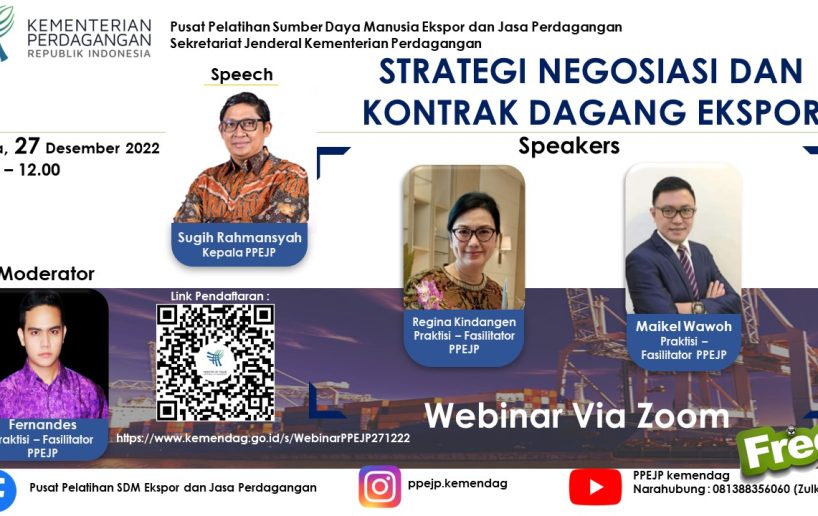 KEMENTERIAN
PERDAGANGAN
REPUBLIK INDONESIA
Pusat Pelatihan Sumber Daya Manusia Ekspor dan Jasa Perdagangan
Sekretariat Jenderal Kementerian Perdagangan
STRATEGI NEGOSIASI DAN
KONTRAK DAGANG EKSPOR
Speech
27 Desember 2022
– 12.00
Sugih Rahmansyah
Kepala PPEJP
Speakers
Regina Kindangen
Praktisi – Fasilitator
PPEJP
Maikel Wawoh
Praktisi –
Fasilitator PPEJP
Moderator
Fernandes
Praktisi – Fasilitator
PPEJP
Link Pendaftaran :
https://www.kemendag.go.id/s/WebinarPPEJP271222
Webinar Via Zoom
Free
Pusat Pelatihan SDM Ekspor dan Jasa Perdagangan
ppejp.kemendag
PPEJP kemendag
Narahubung : 081388356060 (Zulk